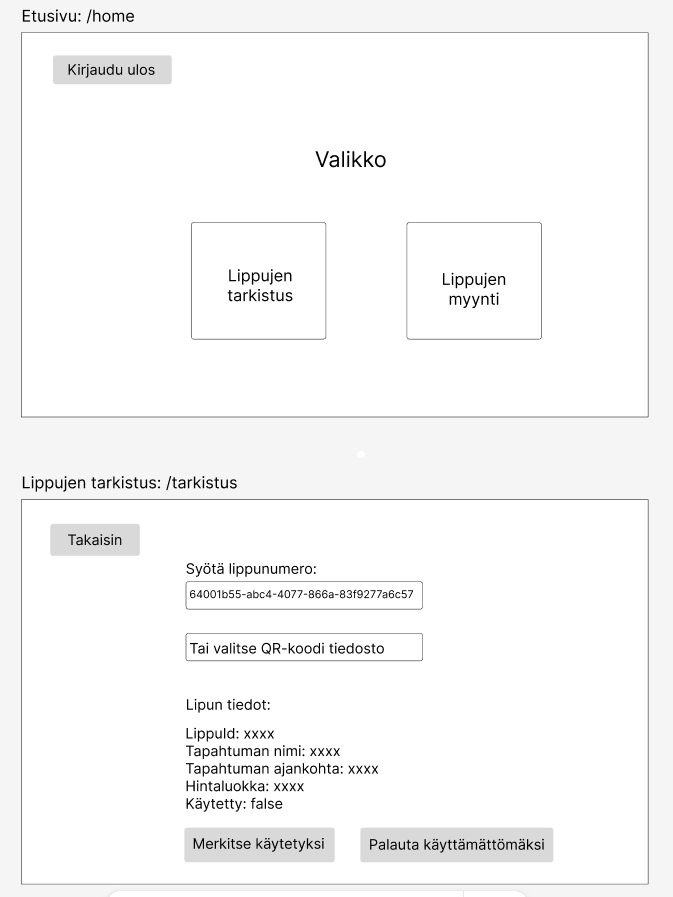 Etusivu: /home
Kirjaudu ulos
Valikko
Lippujen
tarkistus
Lippujen
myynti
Lippujen tarkistus: /tarkistus
Takaisin
Syötä lippunumero:
64001b55-abc4-4077-866a-83f9277a6c57
Tai valitse QR-koodi tiedosto
Lipun tiedot:
LippuId: xxxx
Tapahtuman nimi: xxxx
Tapahtuman ajankohta: xxxx
Hintaluokka: xxxx
Käytetty: false
Merkitse käytetyksi
Palauta käyttämättömäksi